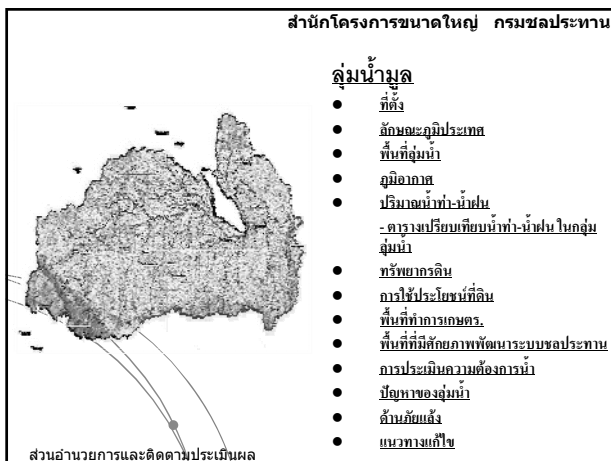 สำนักโครงการขนาดใหญ่ กรมชลประทาน
ลุ่มน้ำมูล
● ที่ตั้ง
● ลักษณะภูมิประเทศ
● พื้นที่ลุ่มน้ำ
● ภูมิอากาศ
● ปริมาณน้ำท่า-น้ำฝน
- ตารางเปรียบเทียบน้ำท่า-น้ำฝน ในกลุ่ม
ลุ่มน้ำ
● ทรัพยากรดิน
● การใช้ประโยชน์ที่ดิน
● พื้นที่ทำการเกษตร.
● พื้นที่ที่มีศักยภาพพัฒนาระบบชลประทาน
● การประเมินความต้องการน้ำ
● ปัญหาของลุ่มน้ำ
● ด้านภัยแล้ง
● แนวทางแก้ไข
ส่วนอำนวยการและติดตามประเมินผล